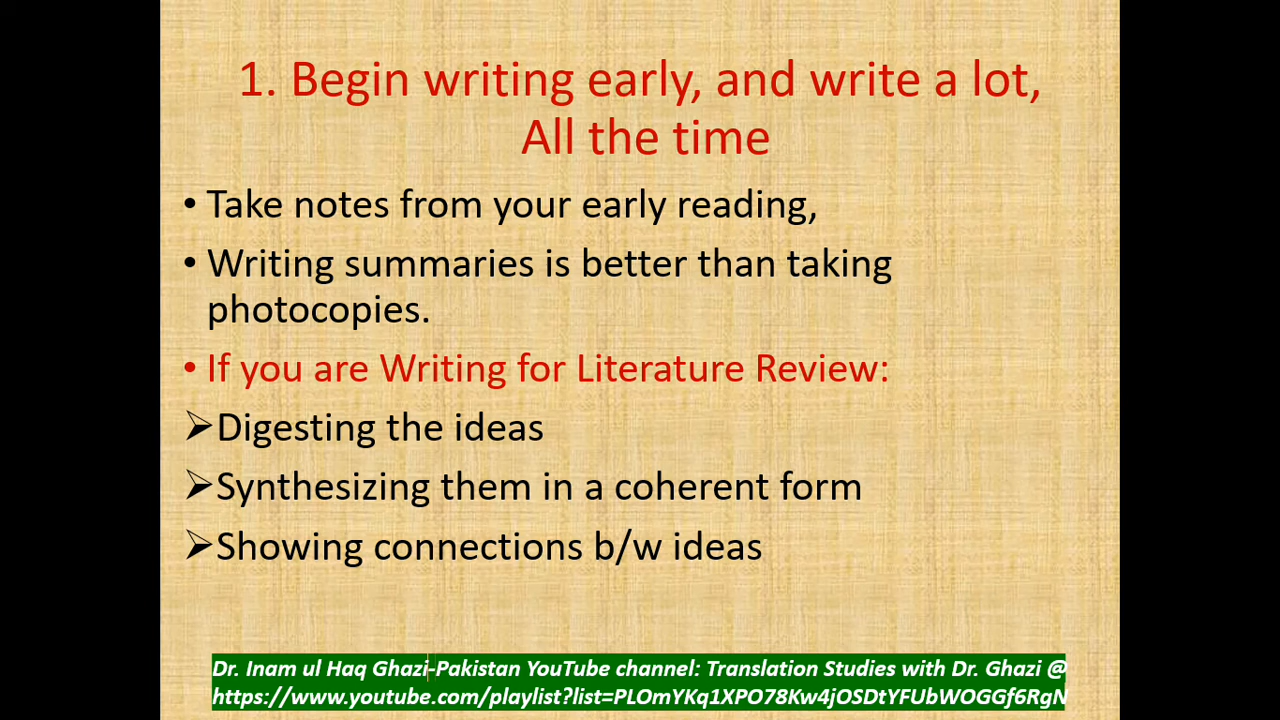 1. Begin writing early, and write a lot,
All the time
• Take notes from your early reading,
• Writing summaries is better than taking
photocopies.
• If you are Writing for Literature Review:
➢Digesting the ideas
➢Synthesizing them in a coherent form
➢Showing connections b/w ideas
Dr. Inam ul Haq Ghazi-Pakistan YouTube channel: Translation Studies with Dr. Ghazi @
https://www.youtube.com/playlist?list=PLOmYKq1XPO78Kw4jOSDtYFUbWOGGf6RgN